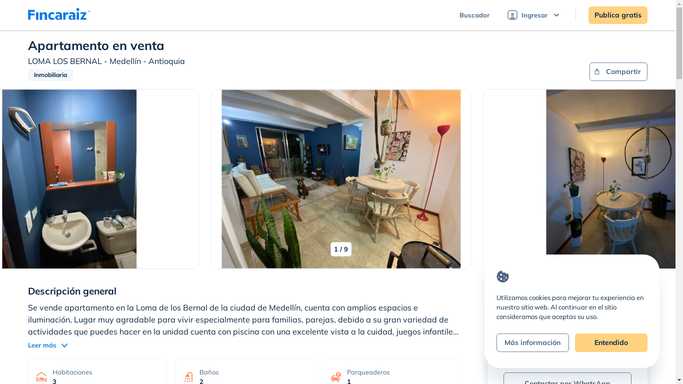 Fincaraiz
Buscador
Ingresar
Publica gratis
Apartamento en venta
LOMA LOS BERNAL - Medellín - Antioquia
Inmobiliaria
Compartir
1 / 9
Descripción general
Se vende apartamento en la Loma de los Bernal de la ciudad de Medellín, cuenta con amplios espacios e
iluminación. Lugar muy agradable para vivir especialmente para familias, parejas, debido a su gran variedad de
actividades que puedes hacer en la unidad cuenta con piscina con una excelente vista a la cuidad, juegos infantile...
Leer más
Habitaciones
3
Baños
2
Parqueaderos
1
Utilizamos cookies para mejorar tu experiencia en
nuestro sitio web. Al continuar en el sitio
consideramos que aceptas su uso.
Más información
Entendido
Contactar por WhatsApp